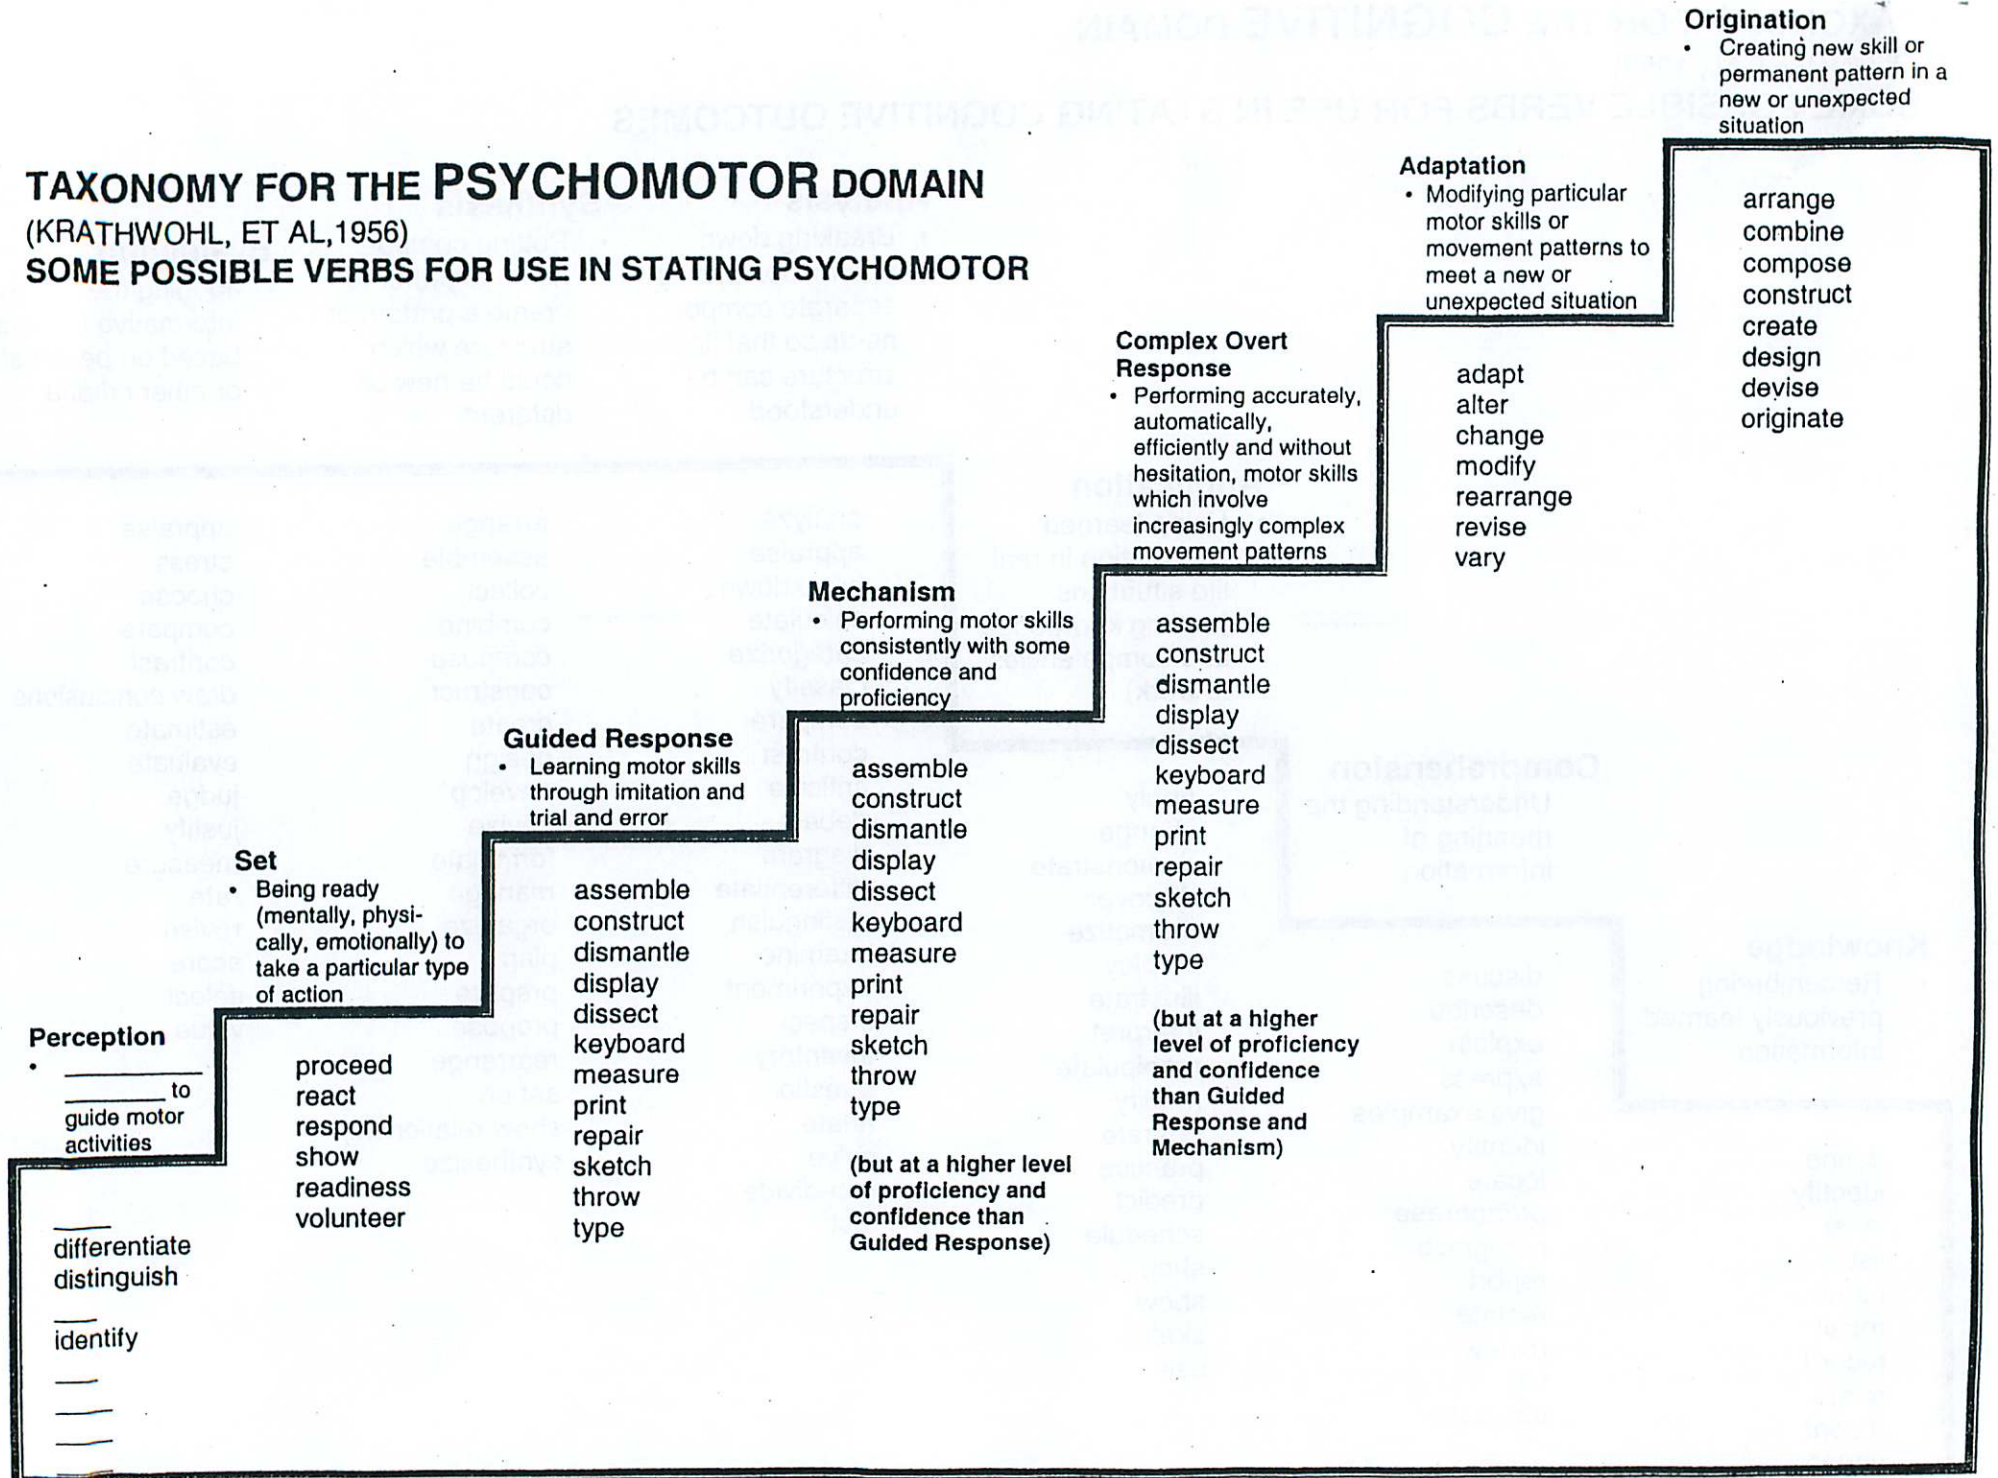 TAXONOMY FOR THE PSYCHOMOTOR DOMAIN
(KRATHWOHL, ET AL,1956)
SOME POSSIBLE VERBS FOR USE IN STATING PSYCHOMOTOR
Perception
• ____________
_________ to
guide motor
activities
_____
differentiate
distinguish
____
identify
____
_____
_____
_____
Set
• Being ready
(mentally, physi-
cally, emotionally) to
take a particular type
of action
proceed
react
respond
show
readiness
volunteer
Guided Response
• Learning motor skills
through imitation and
trial and error
assemble
construct
dismantle
display
dissect
keyboard
measure
print
repair
sketch
throw
type
Mechanism
• Performing motor skills
consistently with some
confidence and
proficiency
assemble
construct
dismantle
display
dissect
keyboard
measure
print
repair
sketch
throw
type
(but at a higher level
of proficiency and
confidence than
Guided Response)
Complex Overt
Response
• Performing accurately,
automatically,
efficiently and without
hesitation, motor skills
which involve
increasingly complex
movement patterns
assemble
construct
dismantle
display
dissect
keyboard
measure
print
repair
sketch
throw
type
(but at a higher
level of proficiency
and confidence
than Guided
Response and
Mechanism)
Adaptation
• Modifying particular
motor skills or
movement patterns to
meet a new or
unexpected situation
adapt
alter
change
modify
rearrange
revise
vary
Origination
• Creating new skill or
permanent pattern in a
new or unexpected
situation
arrange
combine
compose
construct
create
design
devise
originate